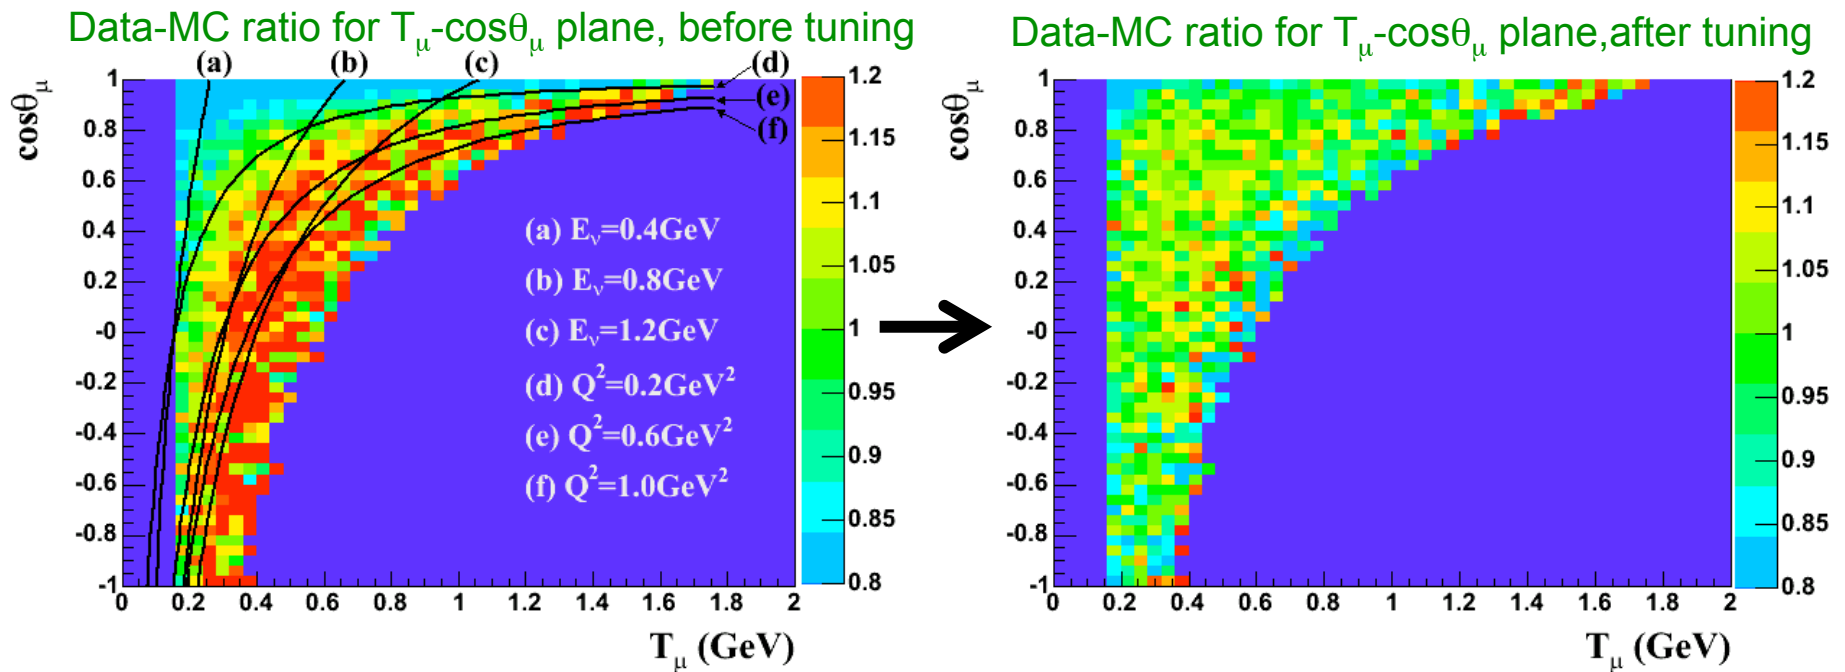 Data-MC ratio for Tμ-cosθμ plane, before tuning
(a) (b) (c) (d)
(e)
(f)
cosθμ
1
0.8
0.6
0.4
0.2
-0
-0.2
-0.4
-0.6
-0.8
-1
0 0.2 0.4 0.6 0.8 1 1.2 1.4 1.6 1.8 2
Tμ (GeV)
(a) Eν=0.4GeV
(b) Eν=0.8GeV
(c) Eν=1.2GeV
(d) Q²=0.2GeV²
(e) Q²=0.6GeV²
(f) Q²=1.0GeV²
1.2
1.15
1.1
1.05
1
0.95
0.9
0.85
0.8
Data-MC ratio for Tμ-cosθμ plane,after tuning
cosθμ
1
0.8
0.6
0.4
0.2
-0
-0.2
-0.4
-0.6
-0.8
-1
0 0.2 0.4 0.6 0.8 1 1.2 1.4 1.6 1.8 2
Tμ (GeV)
1.2
1.15
1.1
1.05
1
0.95
0.9
0.85
0.8